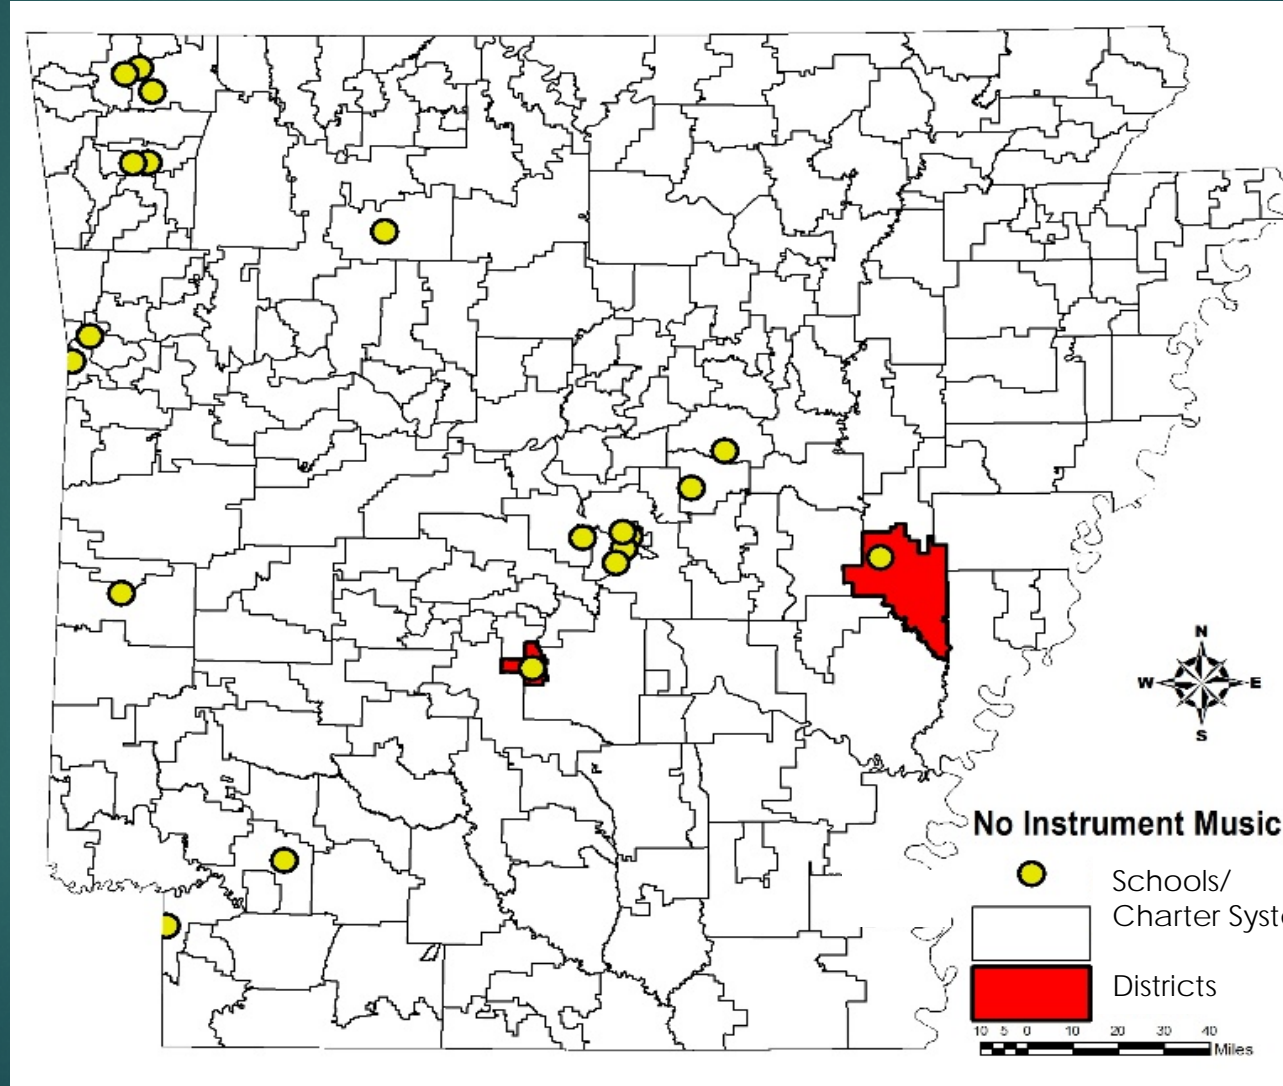 N
W E
S
No Instrument Music
Schools/
Charter Syste
Districts
10 5 0 10 20 30 40
Miles